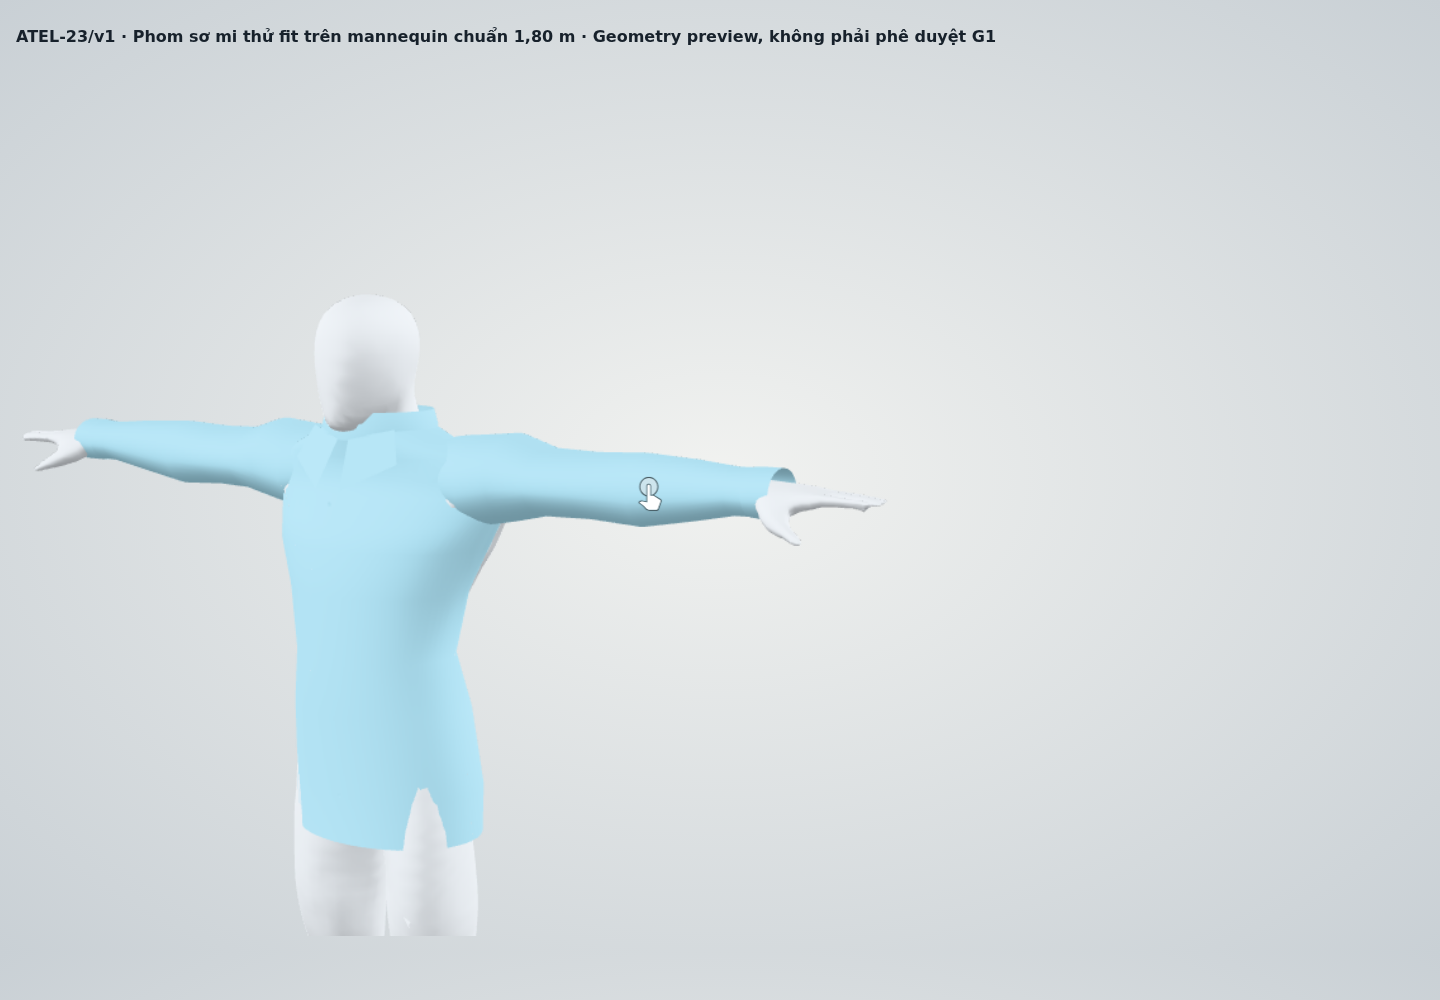 ATEL-23/v1 · Phom sơ mi thử fit trên mannequin chuẩn 1,80 m · Geometry preview, không phải phê duyệt G1